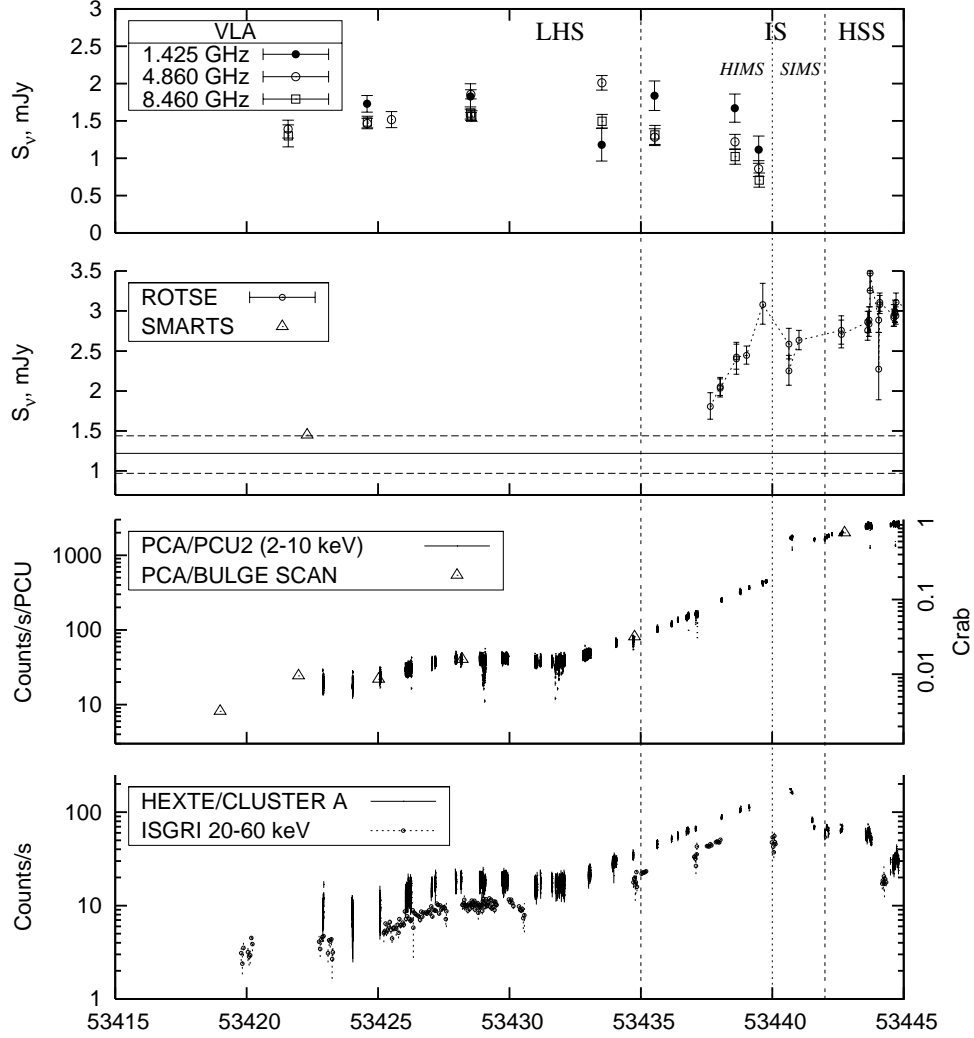 3
2.5
2
1.5
1
0.5
0
S_ν, mJy
VLA
1.425 GHz
4.860 GHz
8.460 GHz
LHS
IS
HSS
HIMS
SIMS
3.5
3
2.5
2
1.5
1
S_ν, mJy
ROTSE
SMARTS
1000
100
10
Counts/s/PCU
PCA/PCU2 (2-10 keV)
PCA/BULGE SCAN
1
0.1
0.01
Crab
100
10
1
Counts/s
HEXTE/CLUSTER A
ISGRI 20-60 keV
53415 53420 53425 53430 53435 53440 53445